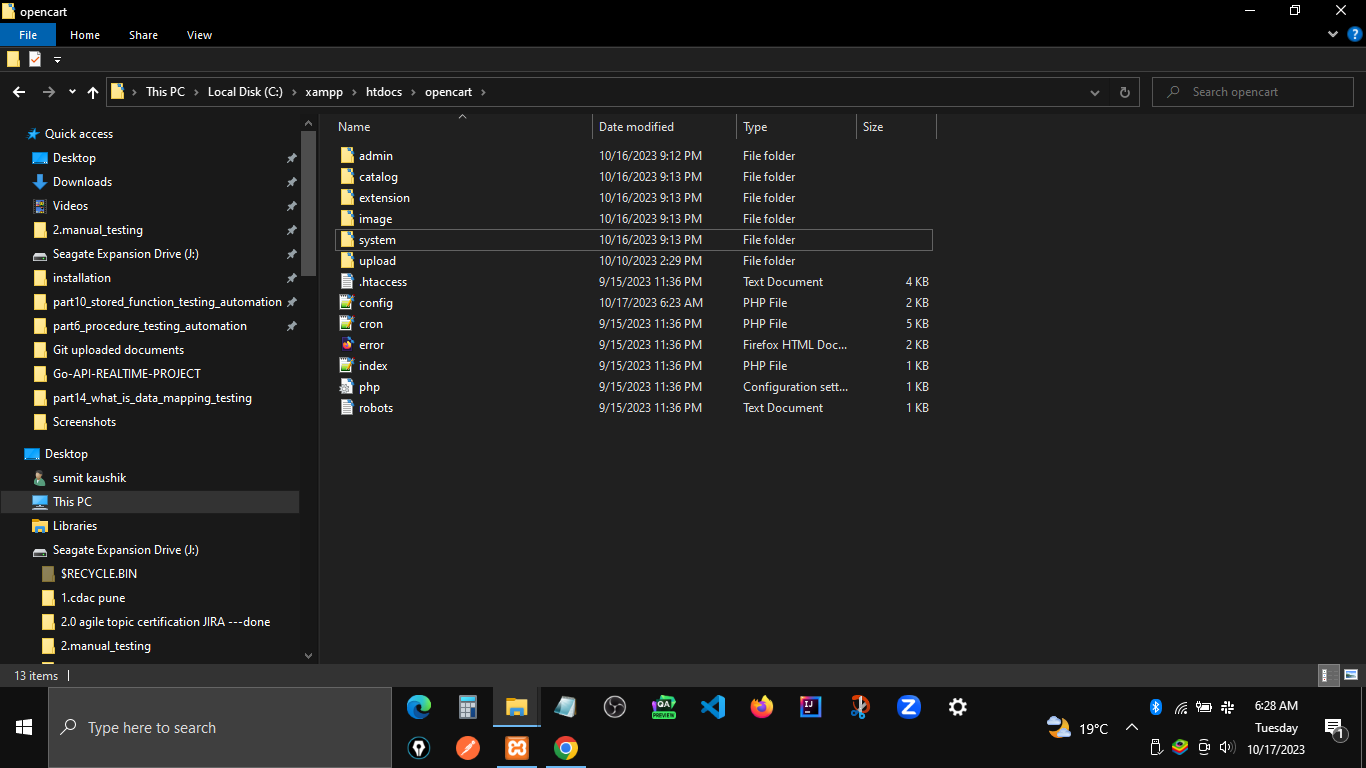 opencart
File Home Share View
This PC Local Disk (C:) xampp htdocs opencart
Search opencart
Quick access
Desktop
Downloads
Videos
2.manual_testing
Seagate Expansion Drive (J:)
installation
part10_stored_function_testing_automation
part6_procedure_testing_automation
Git uploaded documents
Go-API-REALTIME-PROJECT
part14_what_is_data_mapping_testing
Screenshots
Desktop
sumit kaushik
This PC
Libraries
Seagate Expansion Drive (J:)
$RECYCLE.BIN
1.cdac pune
2.0 agile topic certification JIRA ---done
2.manual_testing
Name Date modified Type Size
admin 10/16/2023 9:12 PM File folder
catalog 10/16/2023 9:13 PM File folder
extension 10/16/2023 9:13 PM File folder
image 10/16/2023 9:13 PM File folder
system 10/16/2023 9:13 PM File folder
upload 10/10/2023 2:29 PM File folder
.htaccess 9/15/2023 11:36 PM Text Document 4 KB
config 10/17/2023 6:23 AM PHP File 2 KB
cron 9/15/2023 11:36 PM PHP File 5 KB
error 9/15/2023 11:36 PM Firefox HTML Doc... 2 KB
index 9/15/2023 11:36 PM PHP File 1 KB
php 9/15/2023 11:36 PM Configuration sett... 1 KB
robots 9/15/2023 11:36 PM Text Document 1 KB
13 items
Type here to search
QA
PREVIEW
IJ
19°C
6:28 AM
Tuesday
10/17/2023
1